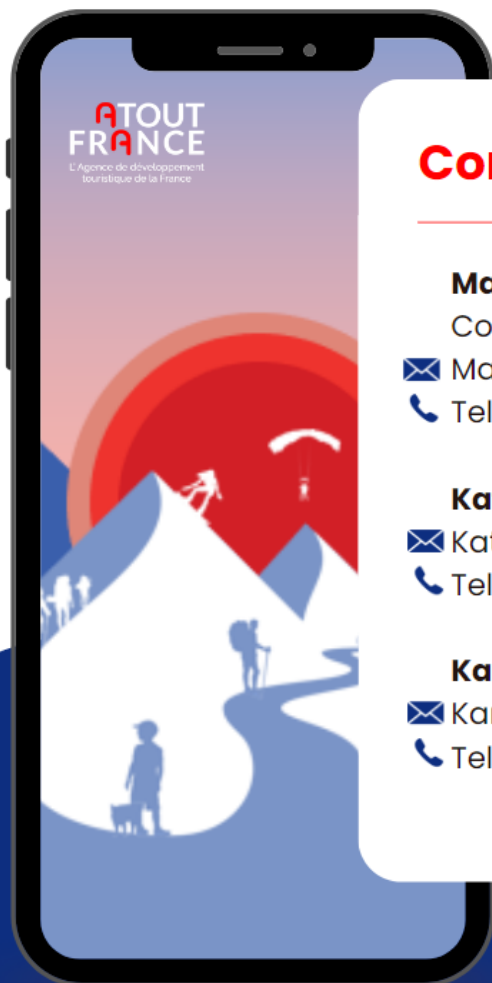 ATOUT
FRANCE
L'Agence de développement
touristique de la France
Co
Ma
Co
Ma
Tel
Ka
Kat
Tel
Ka
Kar
Tel